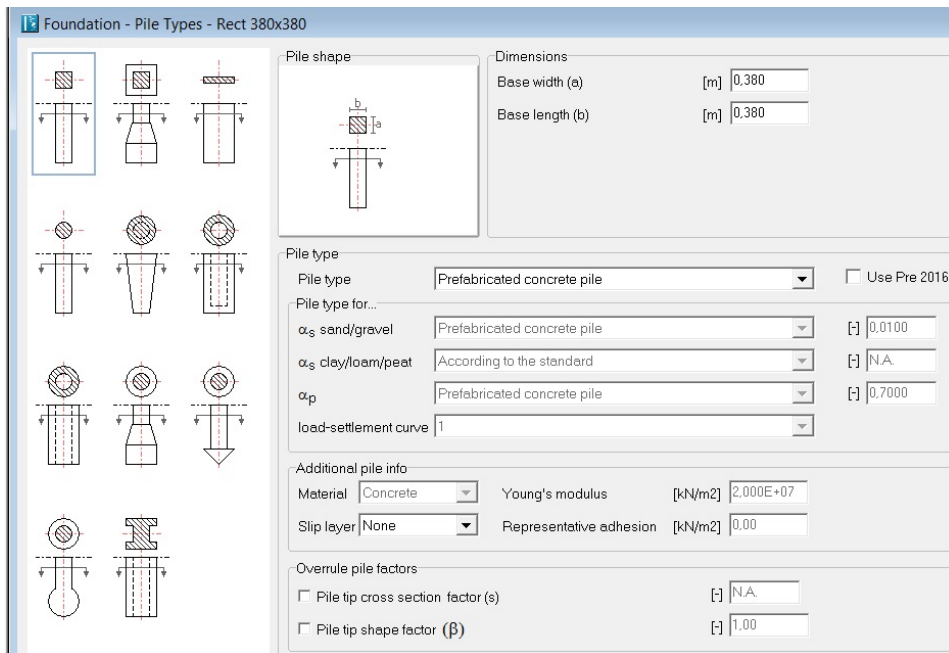 Foundation - Pile Types - Rect 380x380
Pile shape
b
a
Dimensions
Base width (a) [m] 0,380
Base length (b) [m] 0,380
Pile type
Pile type Prefabricated concrete pile Use Pre 2016
Pile type for...
αs sand/gravel Prefabricated concrete pile [-] 0,0100
αs clay/loam/peat According to the standard [-] N.A.
αp Prefabricated concrete pile [-] 0,7000
load-settlement curve 1
Additional pile info
Material Concrete Young's modulus [kN/m2] 2,000E+07
Slip layer None Representative adhesion [kN/m2] 0,00
Overrule pile factors
Pile tip cross section factor (s) [-] N.A.
Pile tip shape factor (β) [-] 1,00